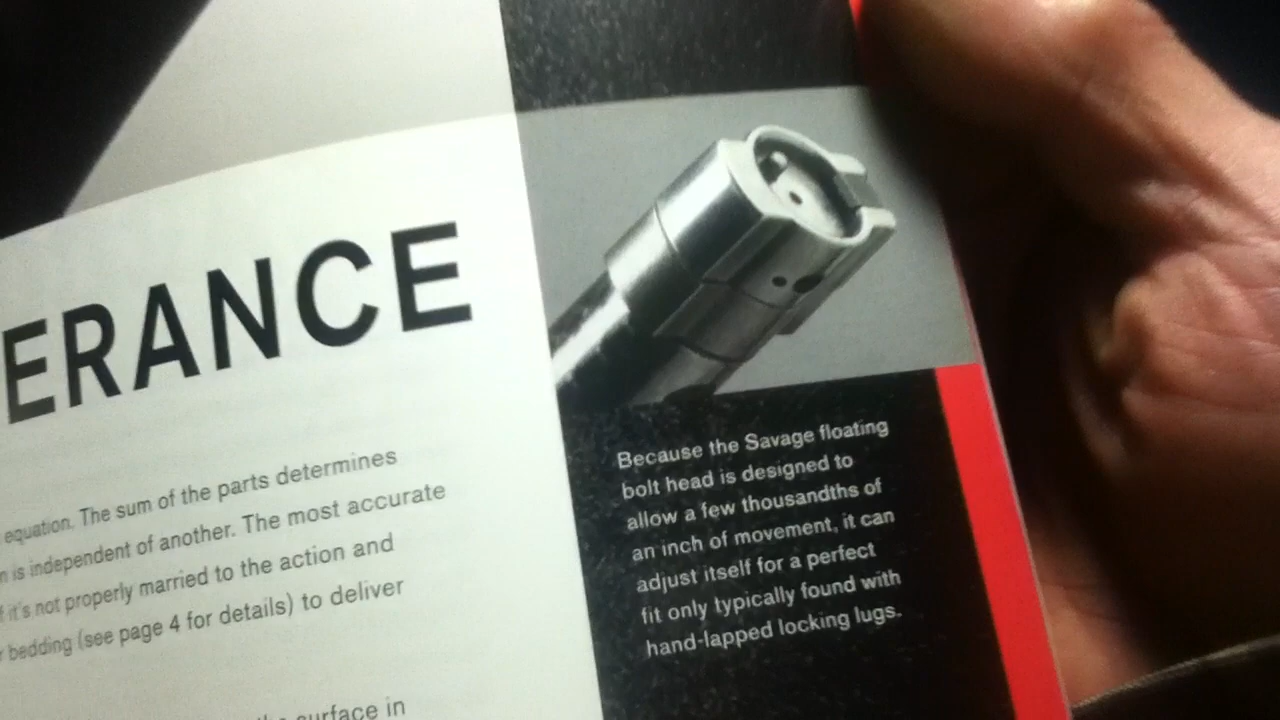 ERANCE
equation. The sum of the parts determines
is independent of another. The most accurate
it's not properly married to the action and
bedding (see page 4 for details) to deliver
surface in
Because the Savage floating
bolt head is designed to
allow a few thousandths of
an inch of movement, it can
adjust itself for a perfect
fit only typically found with
hand-lapped locking lugs.